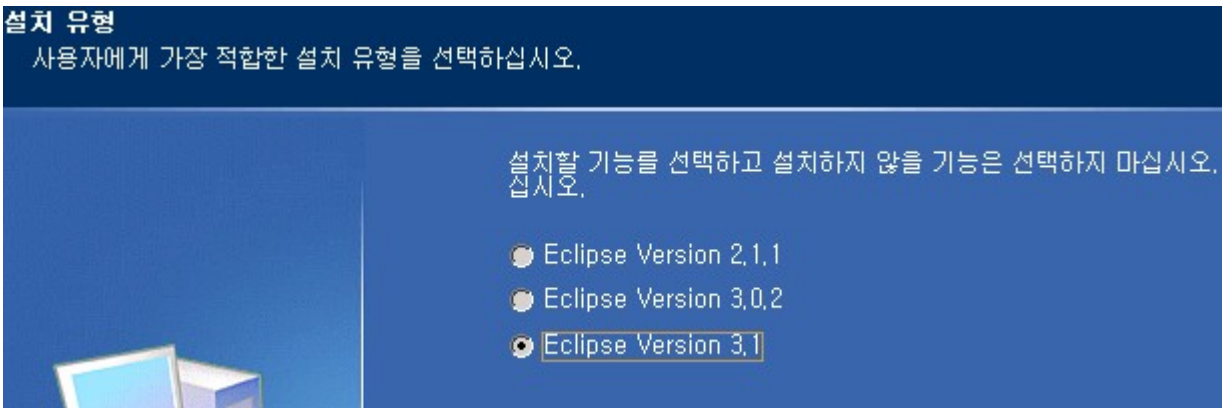 설치 유형
사용자에게 가장 적합한 설치 유형을 선택하십시오.
설치할 기능를 선택하고 설치하지 않을 기능은 선택하지 마십시오.
십시오.
Eclipse Version 2.1.1
Eclipse Version 3.0.2
Eclipse Version 3.1